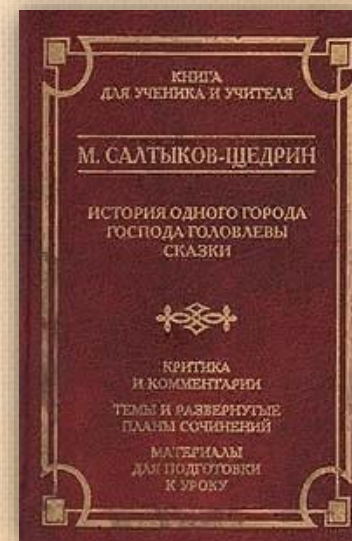 КНИГА
ДЛЯ УЧЕНИКА И УЧИТЕЛЯ
М. САЛТЫКОВ-ЩЕДРИН
ИСТОРИЯ ОДНОГО ГОРОДА
ГОСПОДА ГОЛОВЛЕВЫ
СКАЗКИ
КРИТИКА
И КОММЕНТАРИИ
ТЕМЫ И РАЗВЕРНУТЫЕ
ПЛАНЫ СОЧИНЕНИЙ
МАТЕРИАЛЫ
ДЛЯ ПОДГОТОВКИ
К УРОКУ